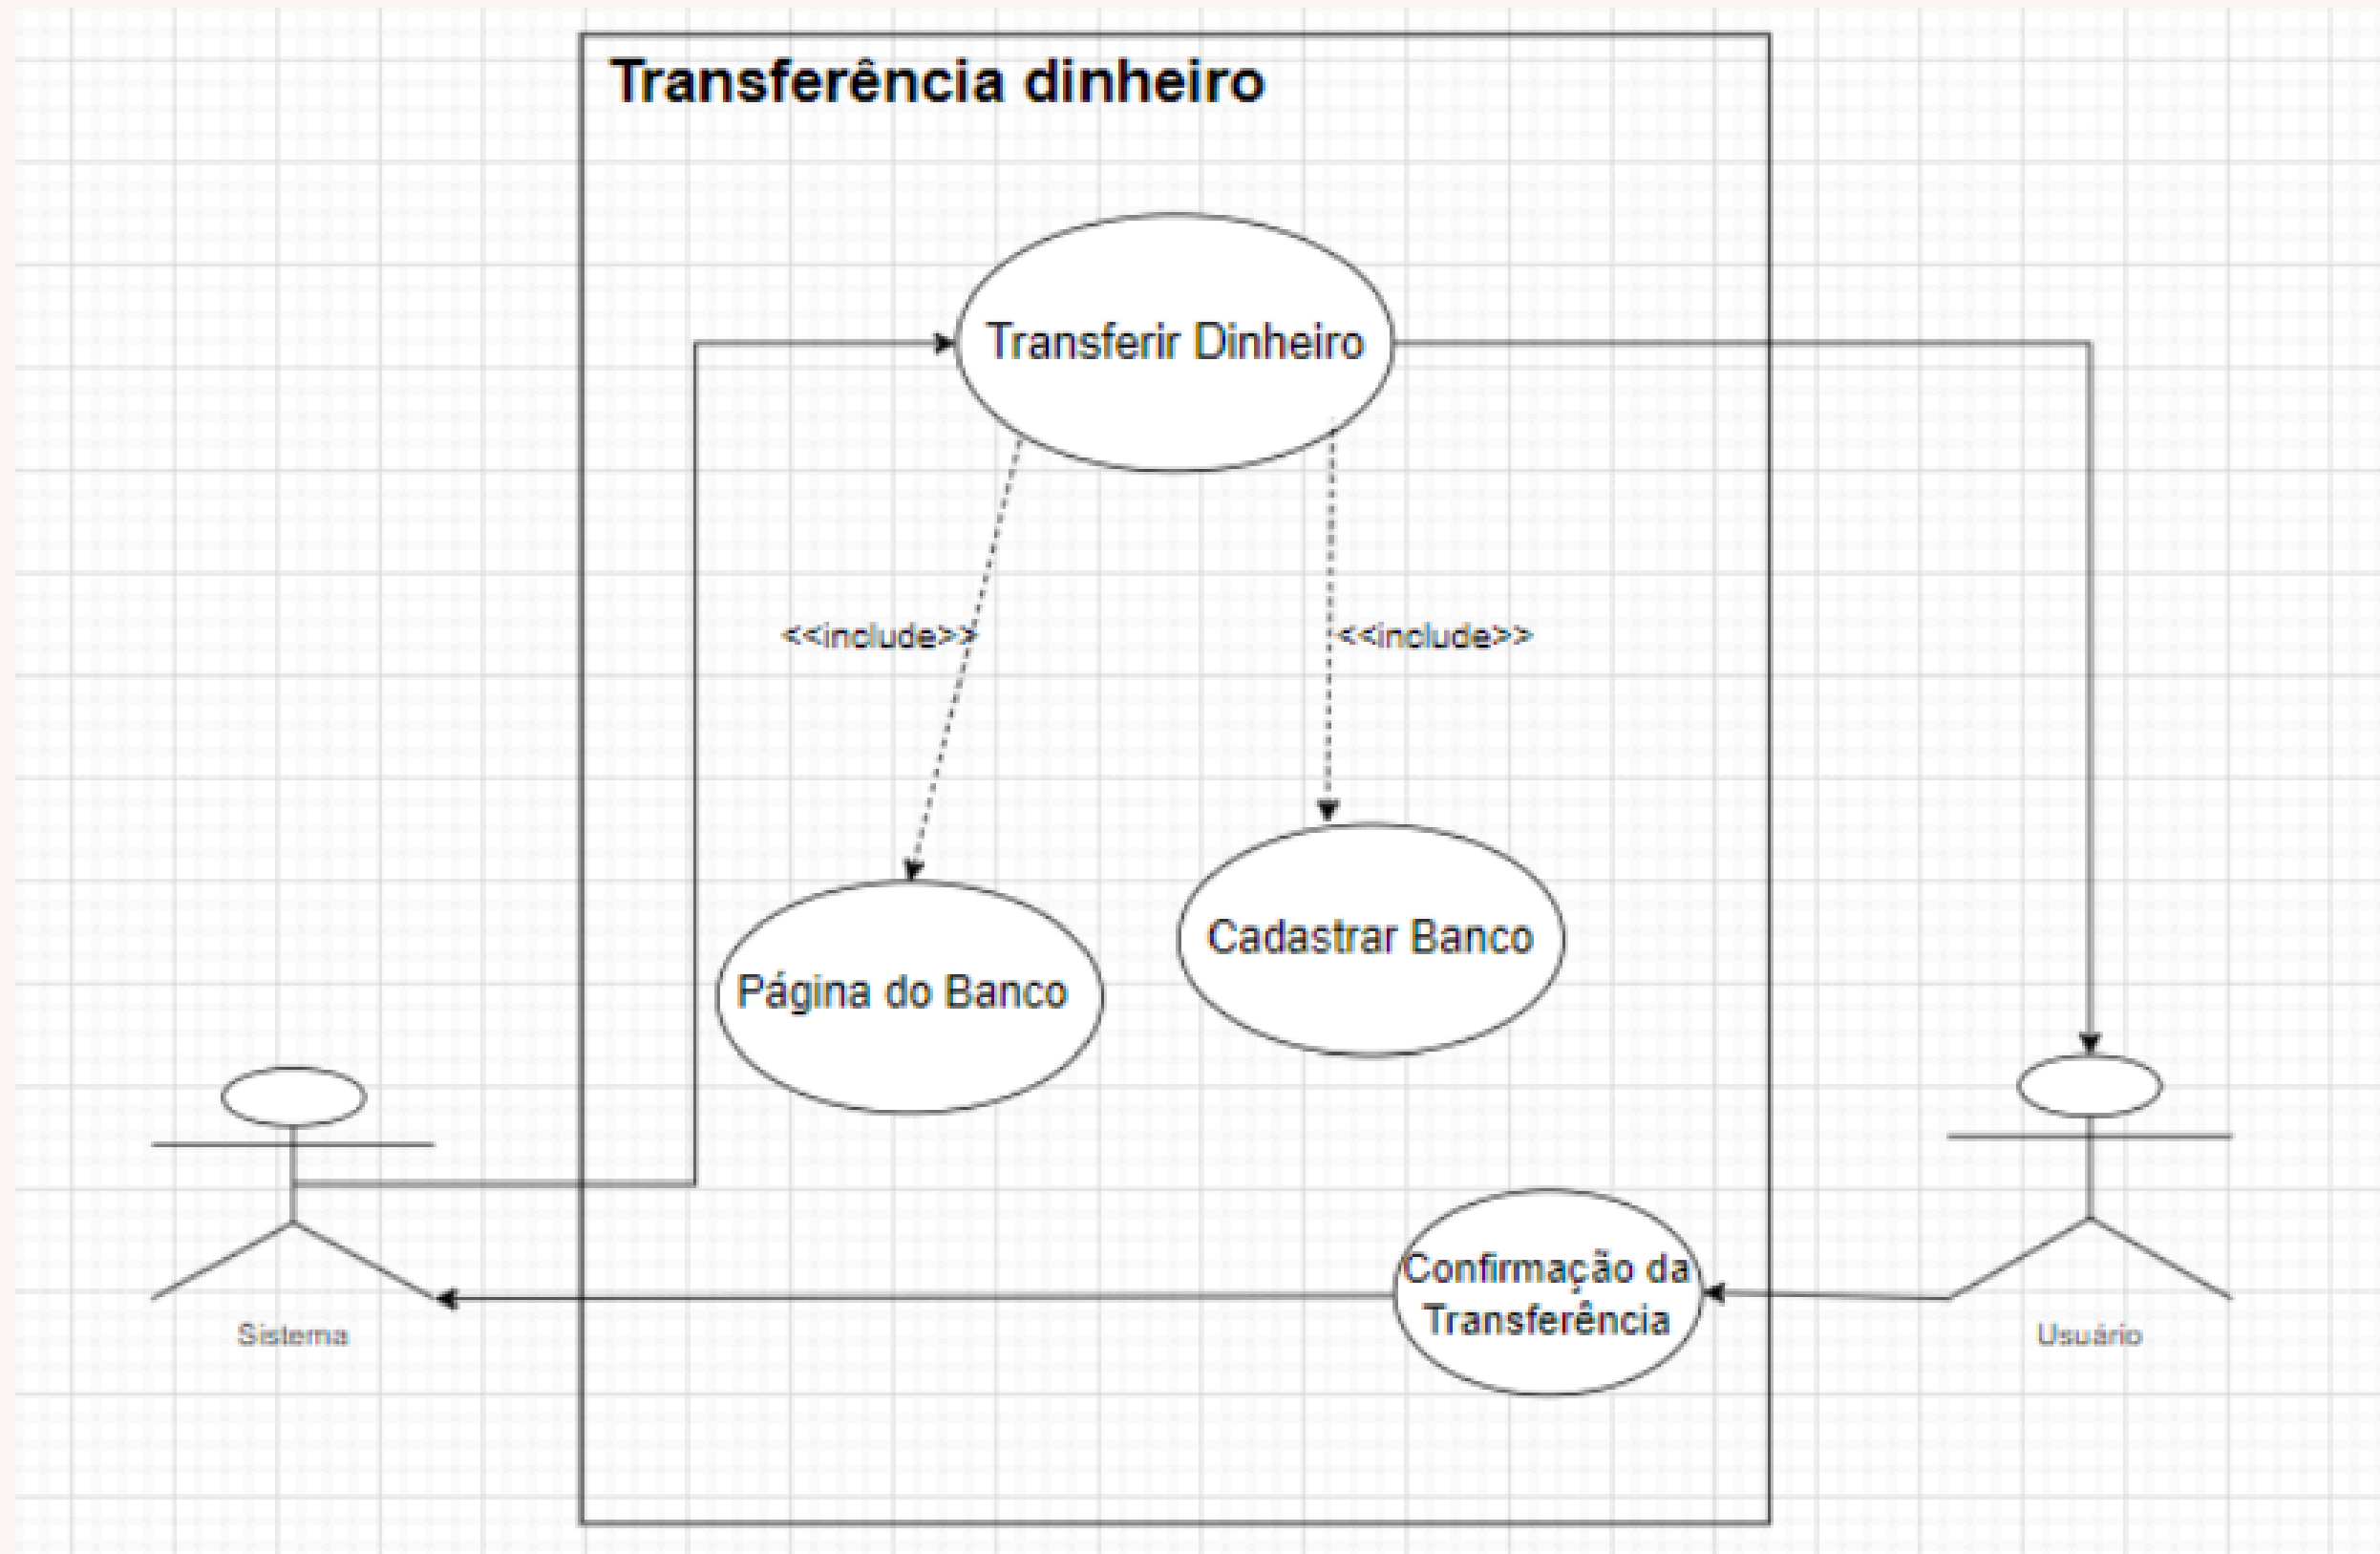 Transferência dinheiro
Transferir Dinheiro
<<include>>
<<include>>
Cadastrar Banco
Página do Banco
Confirmação da
Transferência
Sistema
Usuário